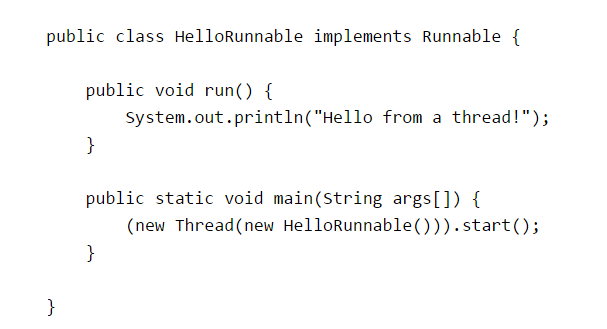 public class HelloRunnable implements Runnable {
public void run() {
System.out.println("Hello from a thread!");
}
public static void main(String args[]) {
(new Thread(new HelloRunnable())).start();
}
}